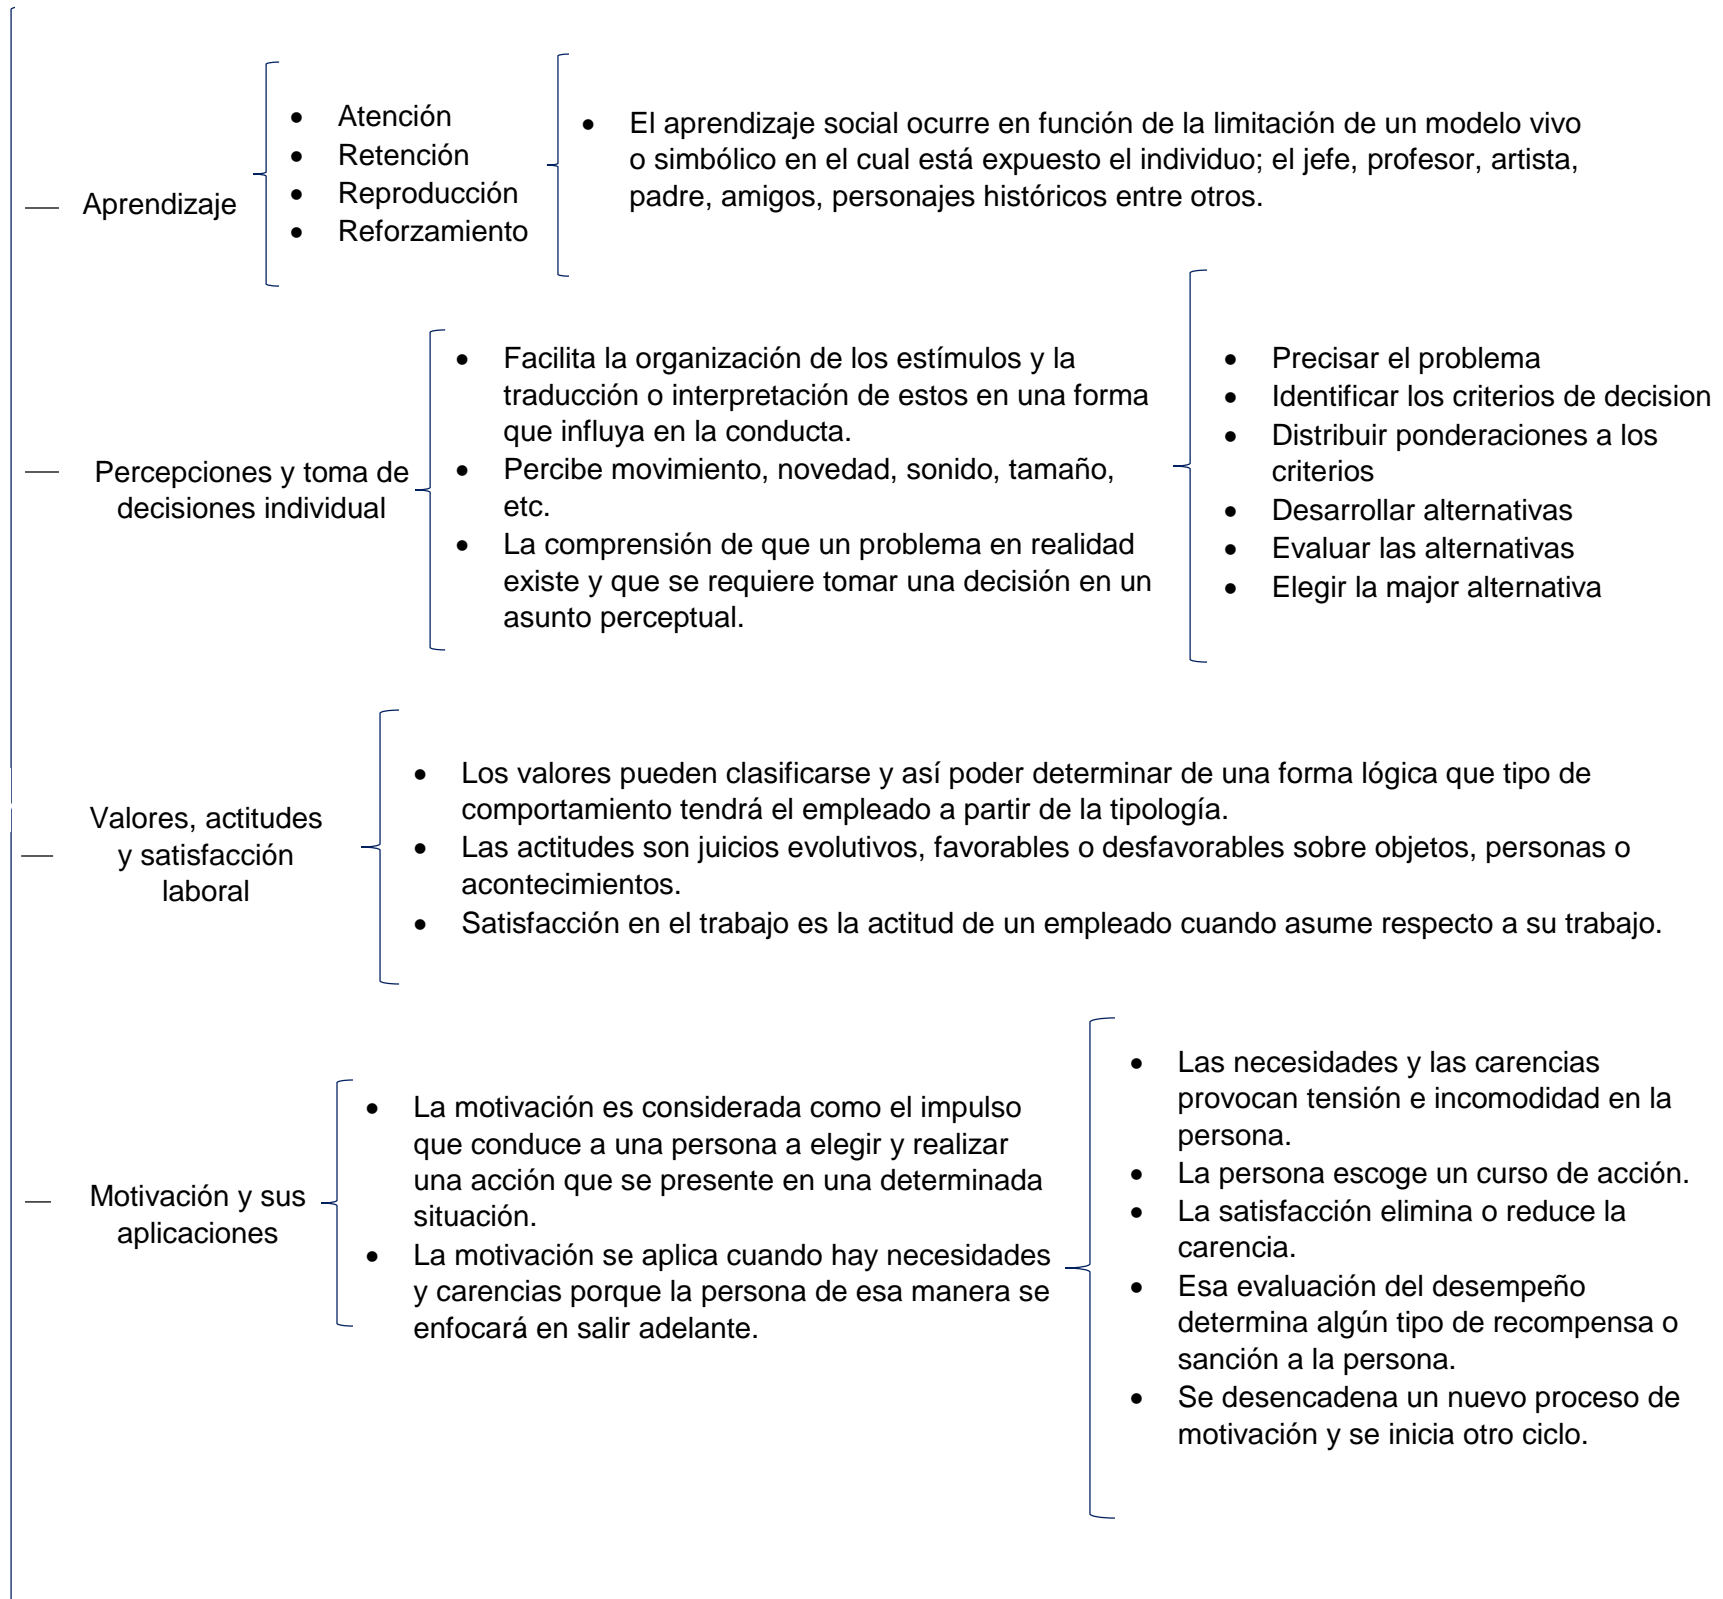 Aprendizaje
• Atención
• Retención
• Reproducción
• Reforzamiento
• El aprendizaje social ocurre en función de la limitación de un modelo vivo
o simbólico en el cual está expuesto el individuo; el jefe, profesor, artista,
padre, amigos, personajes históricos entre otros.
Percepciones y toma de
decisiones individual
• Facilita la organización de los estímulos y la
traducción o interpretación de estos en una forma
que influya en la conducta.
• Percibe movimiento, novedad, sonido, tamaño,
etc.
• La comprensión de que un problema en realidad
existe y que se requiere tomar una decisión en un
asunto perceptual.
• Precisar el problema
• Identificar los criterios de decision
• Distribuir ponderaciones a los
criterios
• Desarrollar alternativas
• Evaluar las alternativas
• Elegir la major alternativa
Valores, actitudes
y satisfacción
laboral
• Los valores pueden clasificarse y así poder determinar de una forma lógica que tipo de
comportamiento tendrá el empleado a partir de la tipología.
• Las actitudes son juicios evolutivos, favorables o desfavorables sobre objetos, personas o
acontecimientos.
• Satisfacción en el trabajo es la actitud de un empleado cuando asume respecto a su trabajo.
Motivación y sus
aplicaciones
• La motivación es considerada como el impulso
que conduce a una persona a elegir y realizar
una acción que se presente en una determinada
situación.
• La motivación se aplica cuando hay necesidades
y carencias porque la persona de esa manera se
enfocará en salir adelante.
• Las necesidades y las carencias
provocan tensión e incomodidad en la
persona.
• La persona escoge un curso de acción.
• La satisfacción elimina o reduce la
carencia.
• Esa evaluación del desempeño
determina algún tipo de recompensa o
sanción a la persona.
• Se desencadena un nuevo proceso de
motivación y se inicia otro ciclo.